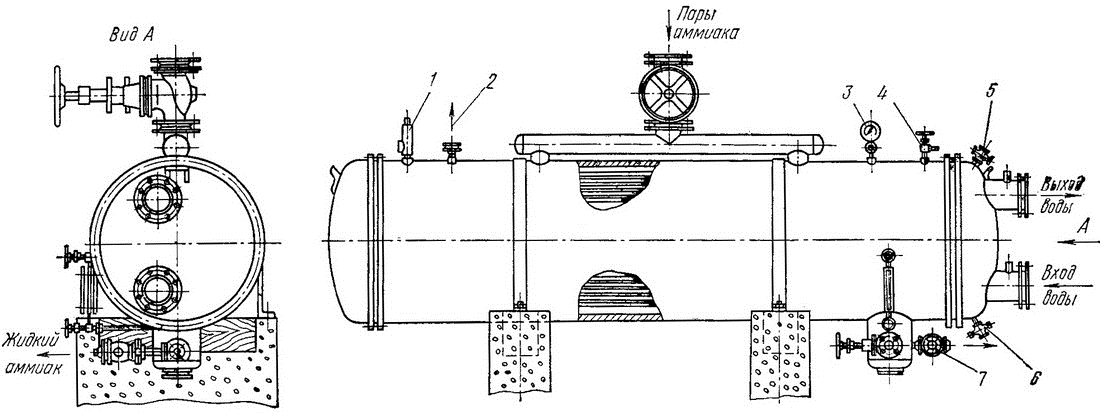 Вид А
Пары
аммиака
1
2
3
4
5
Выход
воды
А
Вход
воды
Жидкий
аммиак
7
6